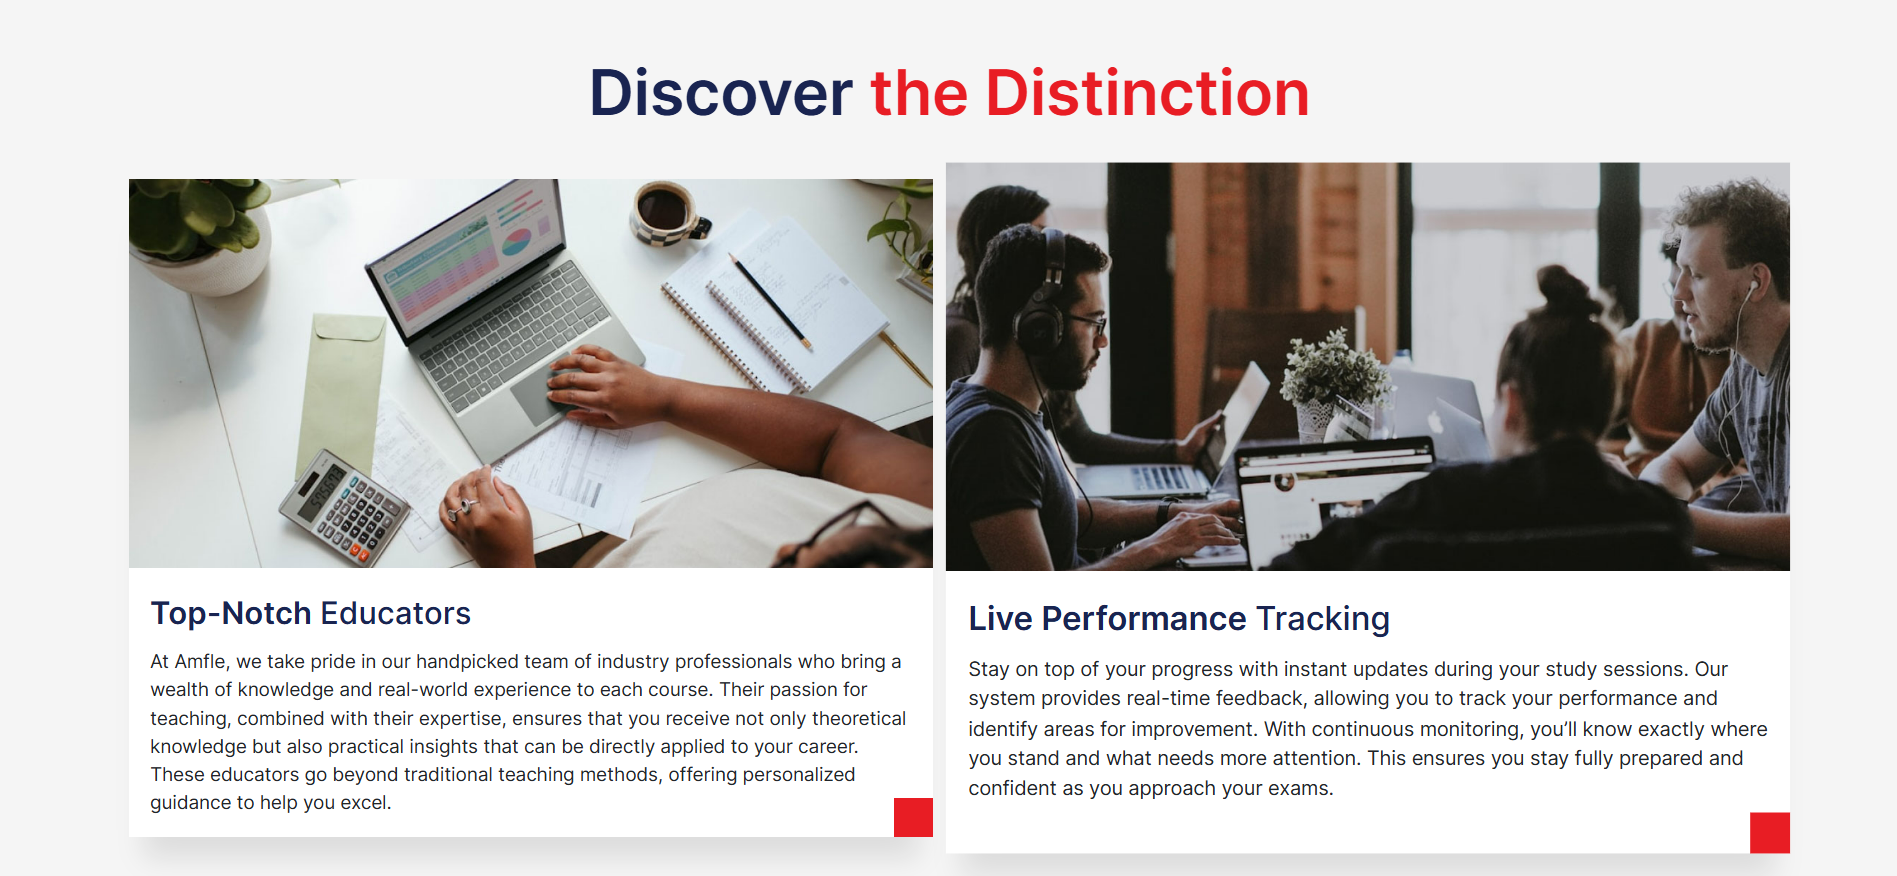 Discover the Distinction
Top-Notch Educators
At Amfle, we take pride in our handpicked team of industry professionals who bring a
wealth of knowledge and real-world experience to each course. Their passion for
teaching, combined with their expertise, ensures that you receive not only theoretical
knowledge but also practical insights that can be directly applied to your career.
These educators go beyond traditional teaching methods, offering personalized
guidance to help you excel.
Live Performance Tracking
Stay on top of your progress with instant updates during your study sessions. Our
system provides real-time feedback, allowing you to track your performance and
identify areas for improvement. With continuous monitoring, you’ll know exactly where
you stand and what needs more attention. This ensures you stay fully prepared and
confident as you approach your exams.